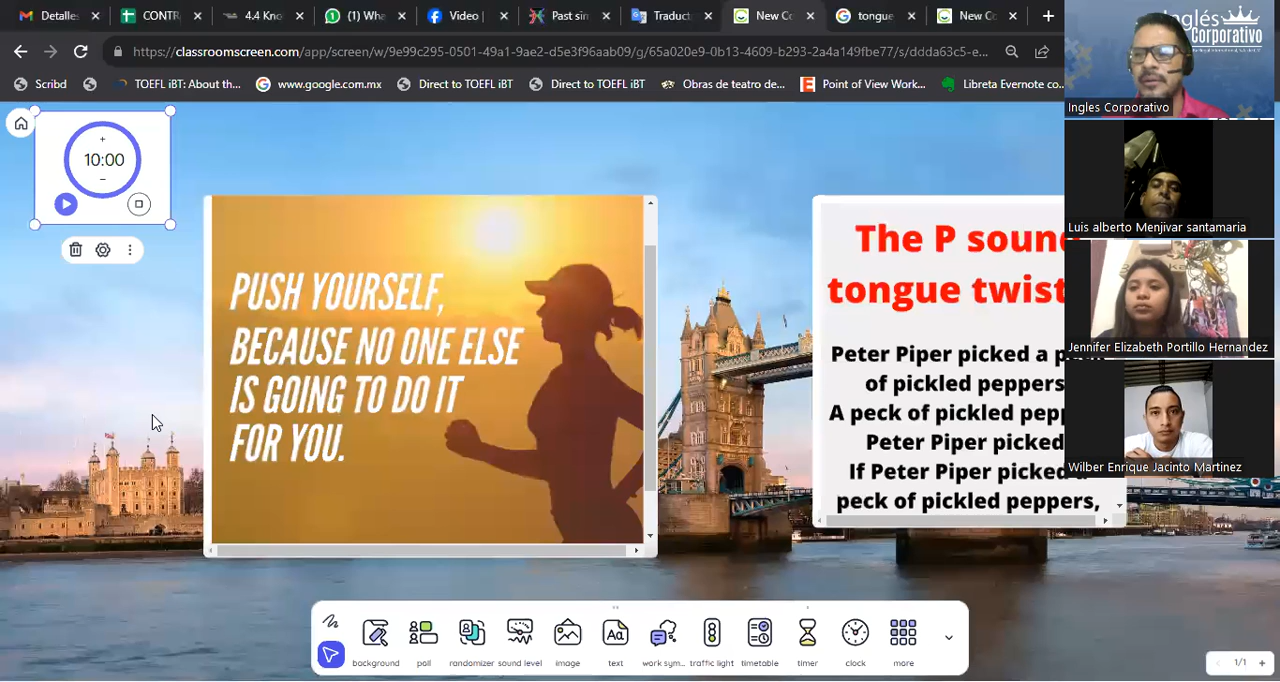 Detalle
CONTR
4.4 Kno
(1) Wha
Video |
Past sin
Traduct
New Co
tongue
New Co
https://classroomscreen.com/app/screen/w/9e99c295-0501-49a1-9ae2-d5e3f96aab09/g/65a020e9-0b13-4609-b293-2a4a149fbe77/s/ddda63c5-e...
Scribd
TOEFL iBT: About th...
www.google.com.mx
Direct to TOEFL iBT
Direct to TOEFL iBT
Obras de teatro de...
Point of View Work...
Libreta Evernote co...
Inglés
Corporativo
Ingles Corporativo
10:00
Luis alberto Menjivar santamaria
Jennifer Elizabeth Portillo Hernandez
Wilber Enrique Jacinto Martinez
PUSH YOURSELF,
BECAUSE NO ONE ELSE
IS GOING TO DO IT
FOR YOU.
The P sound
tongue twist
Peter Piper picked a peck
of pickled peppers
A peck of pickled pepp
Peter Piper picked
If Peter Piper picked a
peck of pickled peppers,
background
poll
randomizer
sound level
image
text
work sym...
traffic light
timetable
timer
clock
more
1/1